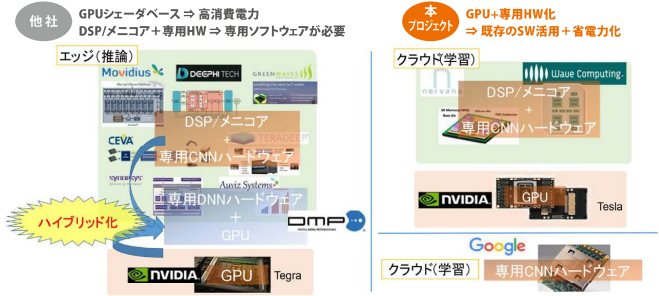 他社
GPUシェーダベース ⇒ 高消費電力
DSP/メニコア＋専用HW ⇒ 専用ソフトウェアが必要
本
プロジェクト
GPU+専用HW化
⇒ 既存のSW活用＋省電力化
エッジ（推論）
Movidius
DEEPHI TECH
GREENWAVES
DSP/メニコア
+
TERADEEP
CEVA
専用CNNハードウェア
SYNOPSYS
Auviz Systems
専用DNNハードウェア
＋
GPU
ハイブリッド化
DMP
NVIDIA
GPU
Tegra
クラウド（学習）
nervana
WAVE COMPUTING
DSP/メニコア
+
専用CNNハードウェア
NVIDIA
GPU
Tesla
Google
クラウド（学習）
専用CNNハードウェア